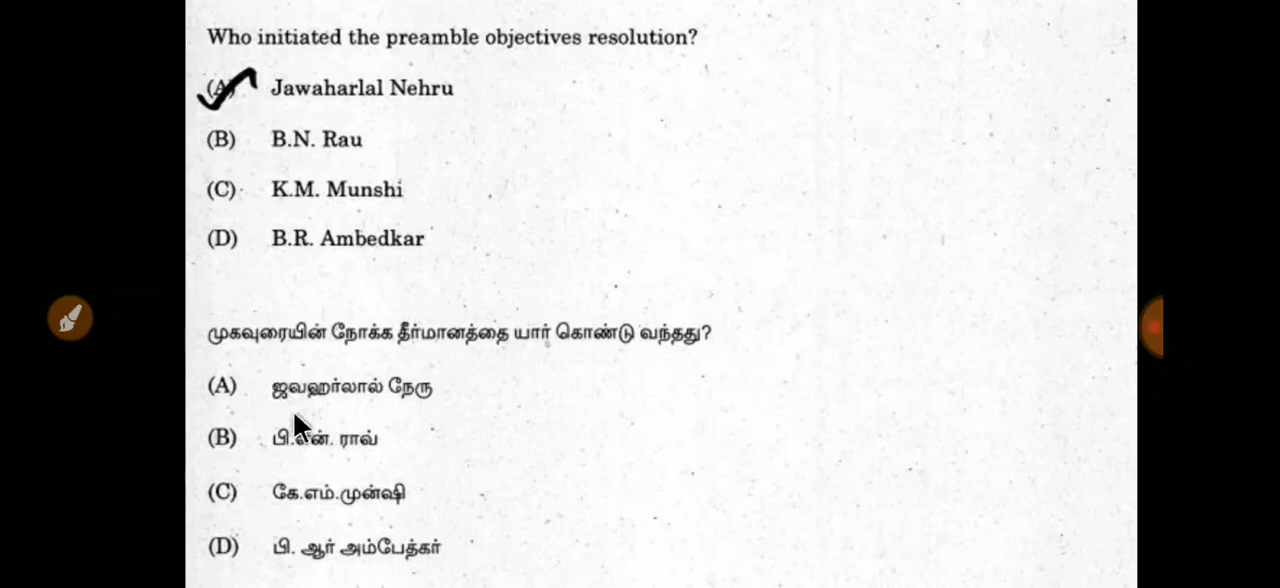 Who initiated the preamble objectives resolution?
(A) Jawaharlal Nehru
(B) B.N. Rau
(C) K.M. Munshi
(D) B.R. Ambedkar
முகவுரையின் நோக்க தீர்மானத்தை யார் கொண்டு வந்தது?
(A) ஜவஹர்லால் நேரு
(B) பி.என். ராவ்
(C) கே.எம்.முன்ஷி
(D) பி. ஆர் அம்பேத்கர்